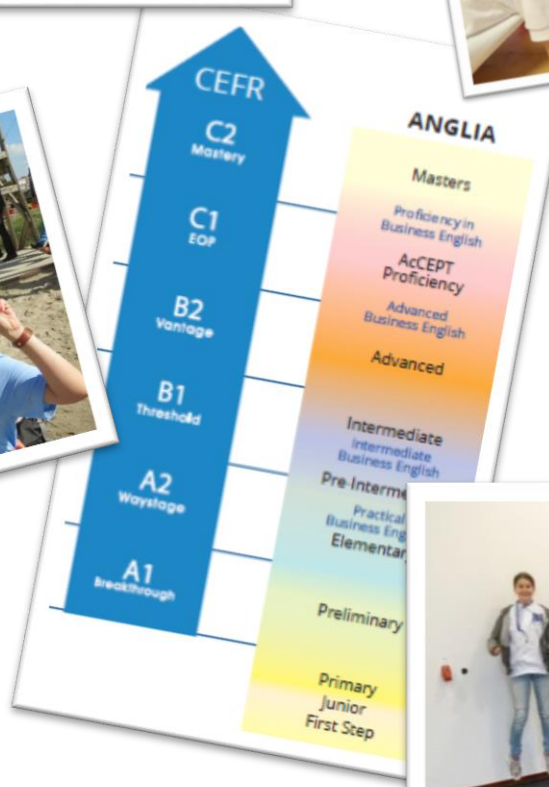 CEFR
C2
Mastery
C1
EOP
B2
Vantage
B1
Threshold
A2
Waystage
A1
Breakthrough
ANGLIA
Masters
Proficiency in
Business English
AcCEPT
Proficiency
Advanced
Business English
Advanced
Intermediate
Intermediate
Business English
Pre-Interme
Practical
Business Eng
Elementar
Preliminary
Primary
Junior
First Step